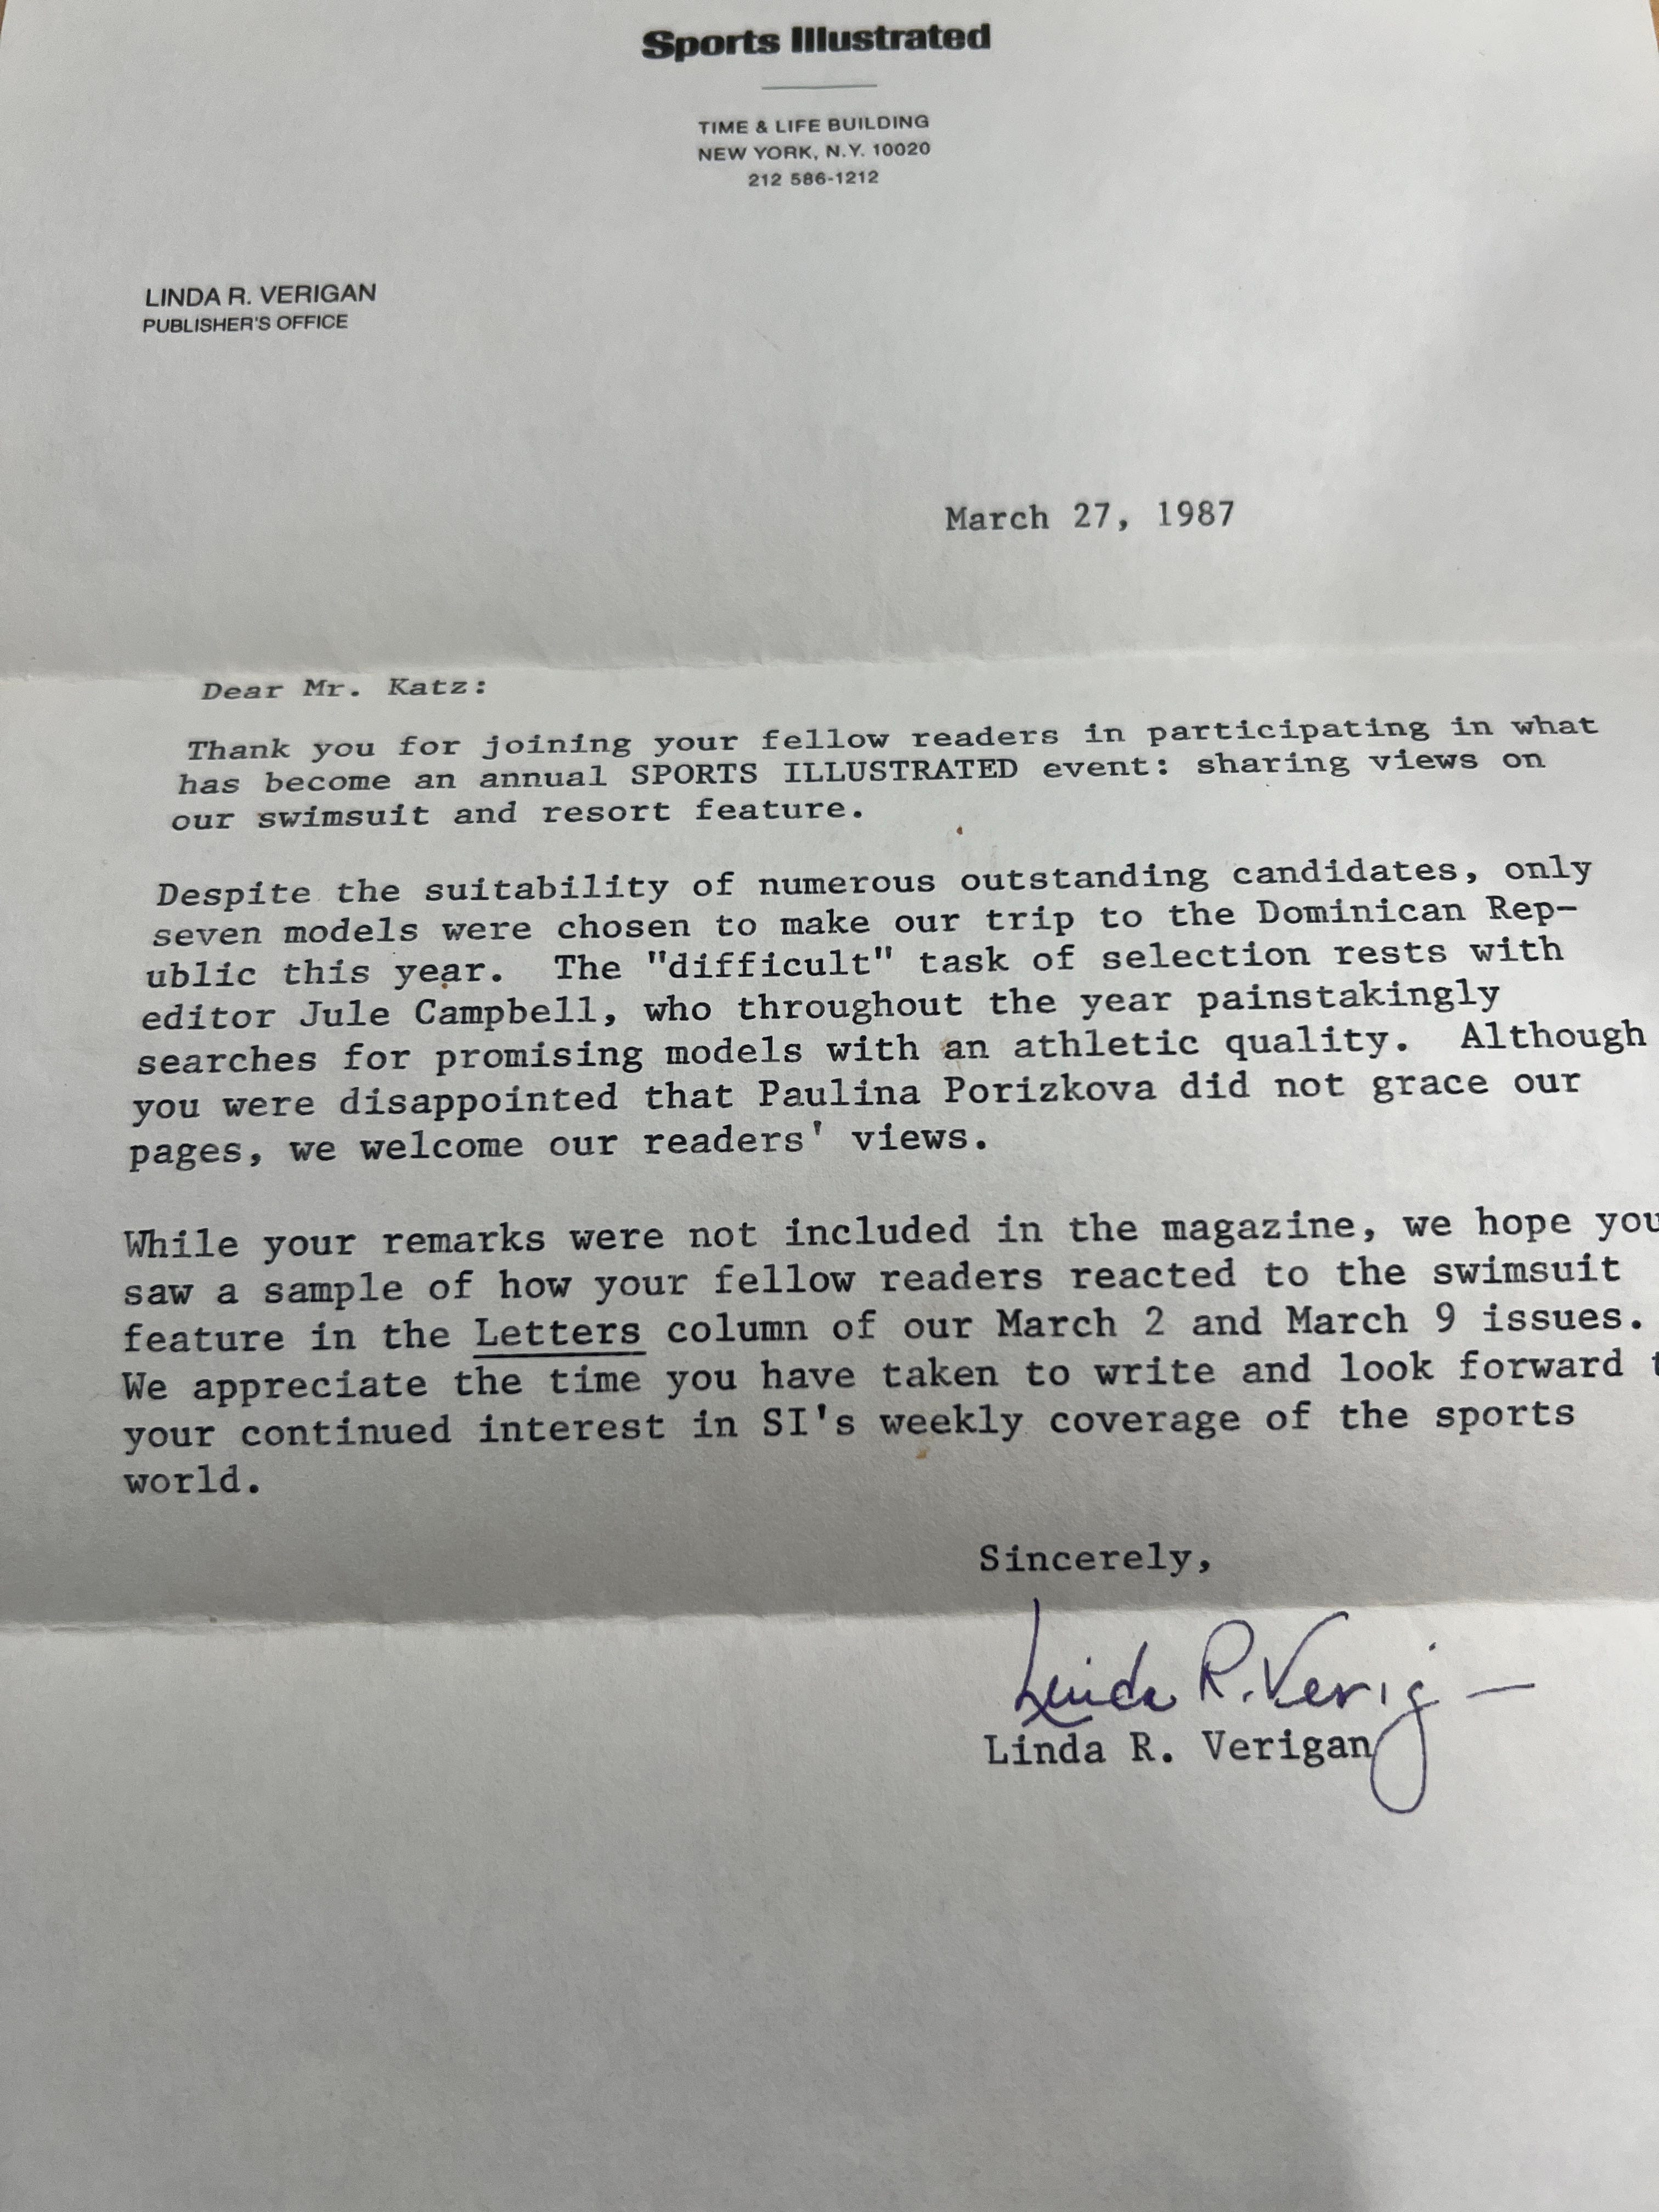 Sports Illustrated
TIME & LIFE BUILDING
NEW YORK, N.Y. 10020
212 586-1212
LINDA R. VERIGAN
PUBLISHER'S OFFICE
March 27, 1987
Dear Mr. Katz:
Thank you for joining your fellow readers in participating in what
has become an annual SPORTS ILLUSTRATED event: sharing views on
our swimsuit and resort feature.
Despite the suitability of numerous outstanding candidates, only
seven models were chosen to make our trip to the Dominican Rep-
ublic this year. The "difficult" task of selection rests with
editor Jule Campbell, who throughout the year painstakingly
searches for promising models with an athletic quality. Although
you were disappointed that Paulina Porizkova did not grace our
pages, we welcome our readers' views.
While your remarks were not included in the magazine, we hope you
saw a sample of how your fellow readers reacted to the swimsuit
feature in the Letters column of our March 2 and March 9 issues.
We appreciate the time you have taken to write and look forward t
your continued interest in SI's weekly coverage of the sports
world.
Sincerely,
Linda R. Verig
Linda R. Verigan